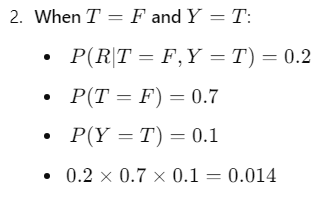 2. When T = F and Y = T:
• P(R|T = F, Y = T) = 0.2
• P(T = F) = 0.7
• P(Y = T) = 0.1
• 0.2 × 0.7 × 0.1 = 0.014